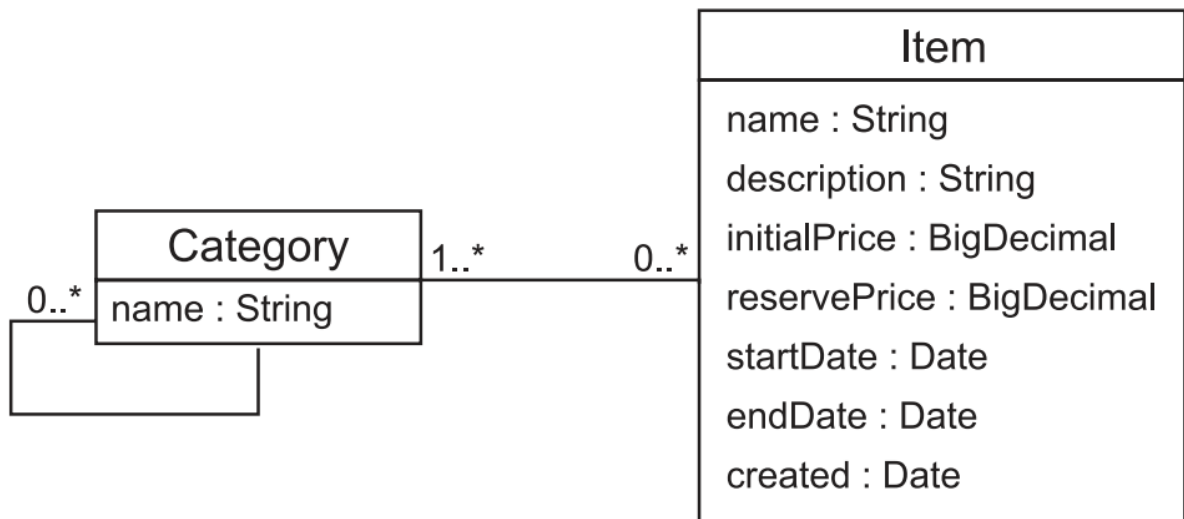 Item
name : String
description : String
initialPrice : BigDecimal
reservePrice : BigDecimal
startDate : Date
endDate : Date
created : Date
Category
name : String
0..*
1..*
0..*